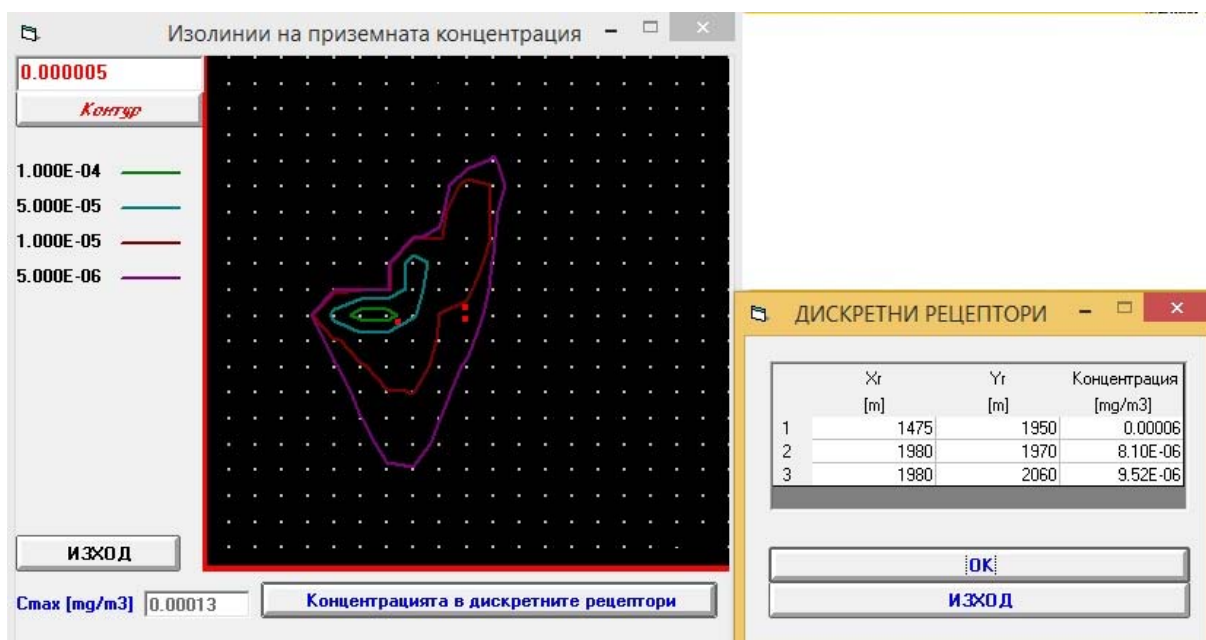 Изолинии на приземната концентрация
0.000005
Контур
1.000E-04
5.000E-05
1.000E-05
5.000E-06
ИЗХОД
Cmax [mg/m3] 0.00013
Концентрацията в дискретните рецептори
ДИСКРЕТНИ РЕЦЕПТОРИ
Xr Yr Концентрация
[m] [m] [mg/m3]
1 1475 1950 0.00006
2 1980 1970 8.10E-06
3 1980 2060 9.52E-06
OK
ИЗХОД